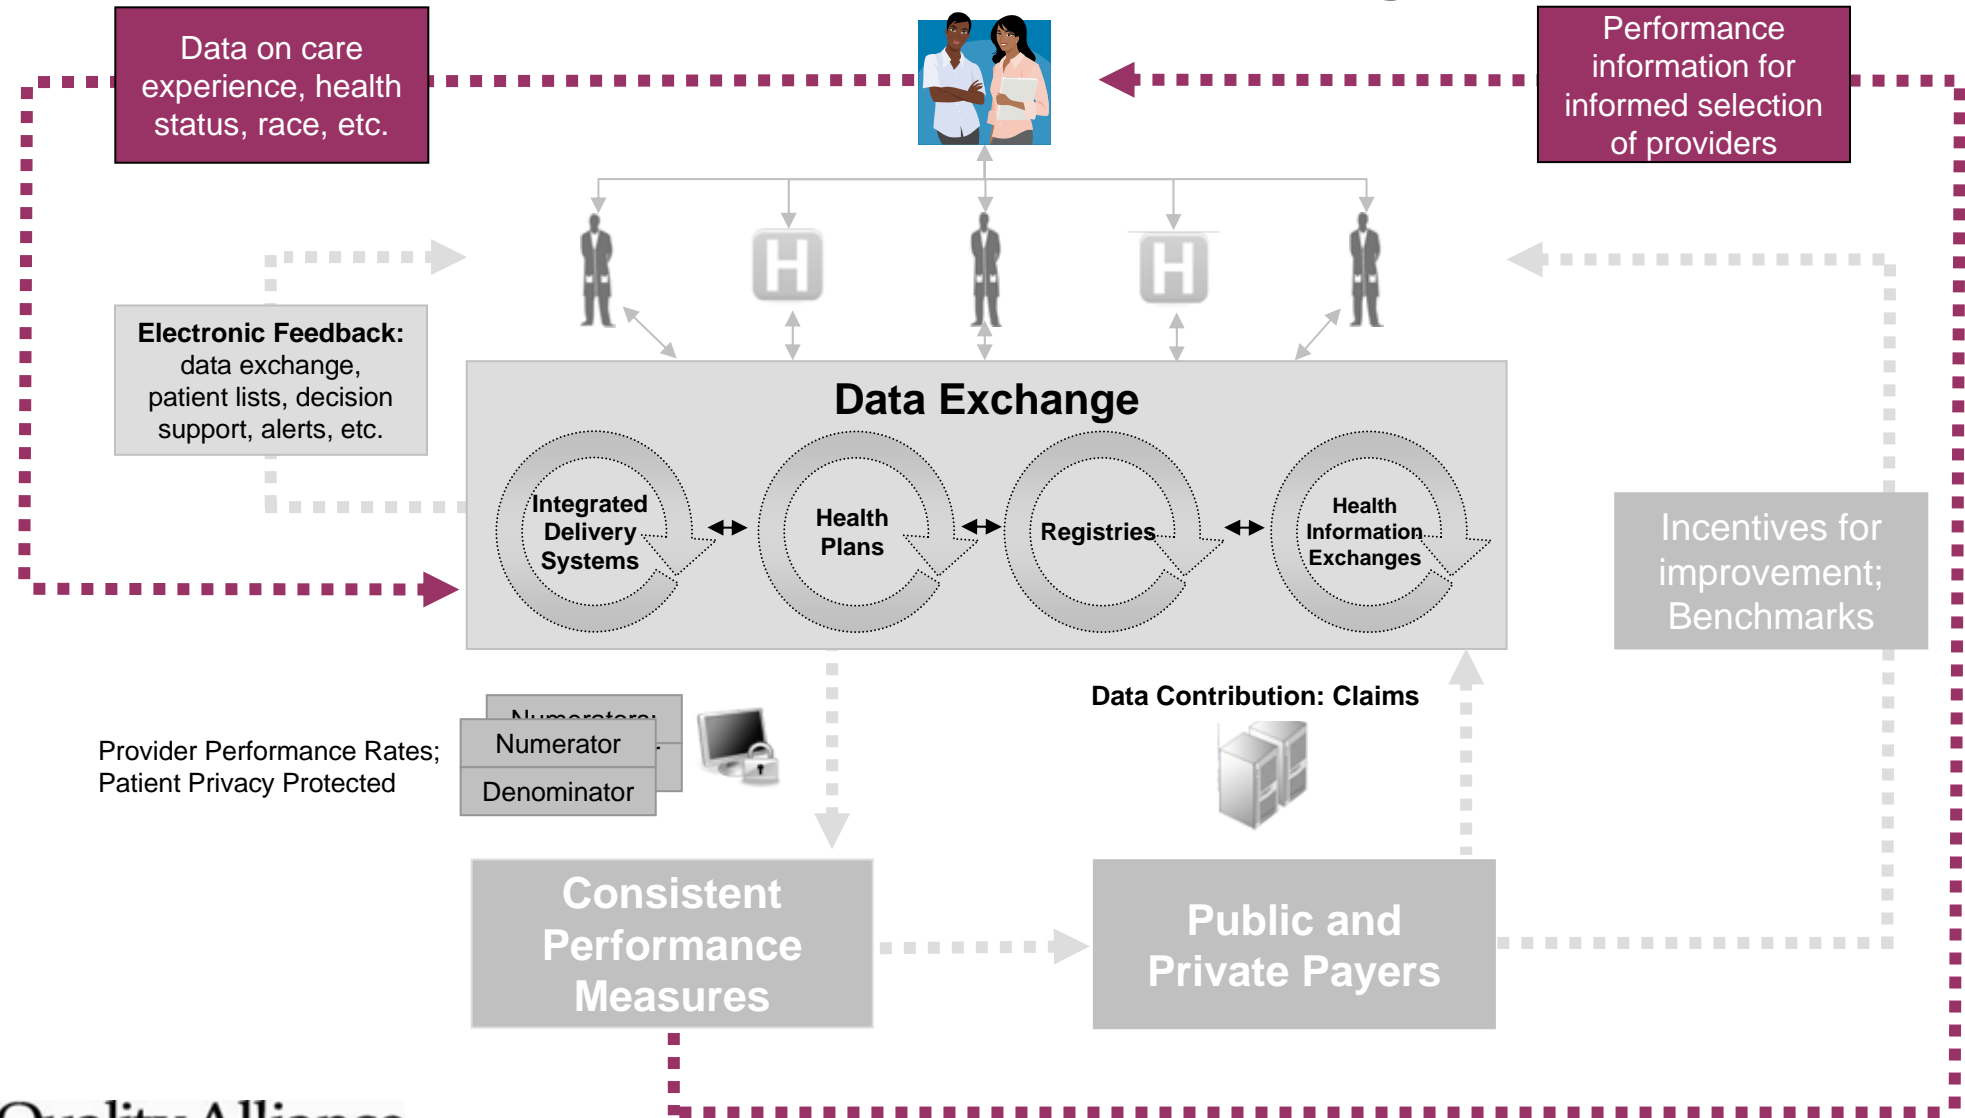 Data on care
experience, health
status, race, etc.
Performance
information for
informed selection
of providers
H
H
Electronic Feedback:
data exchange,
patient lists, decision
support, alerts, etc.
Data Exchange
Integrated
Delivery
Systems
Health
Plans
Registries
Health
Information
Exchanges
Incentives for
improvement;
Benchmarks
Data Contribution: Claims
Provider Performance Rates;
Patient Privacy Protected
Numerators:
Numerator
Denominator
Consistent
Performance
Measures
Public and
Private Payers
Quality Alliance